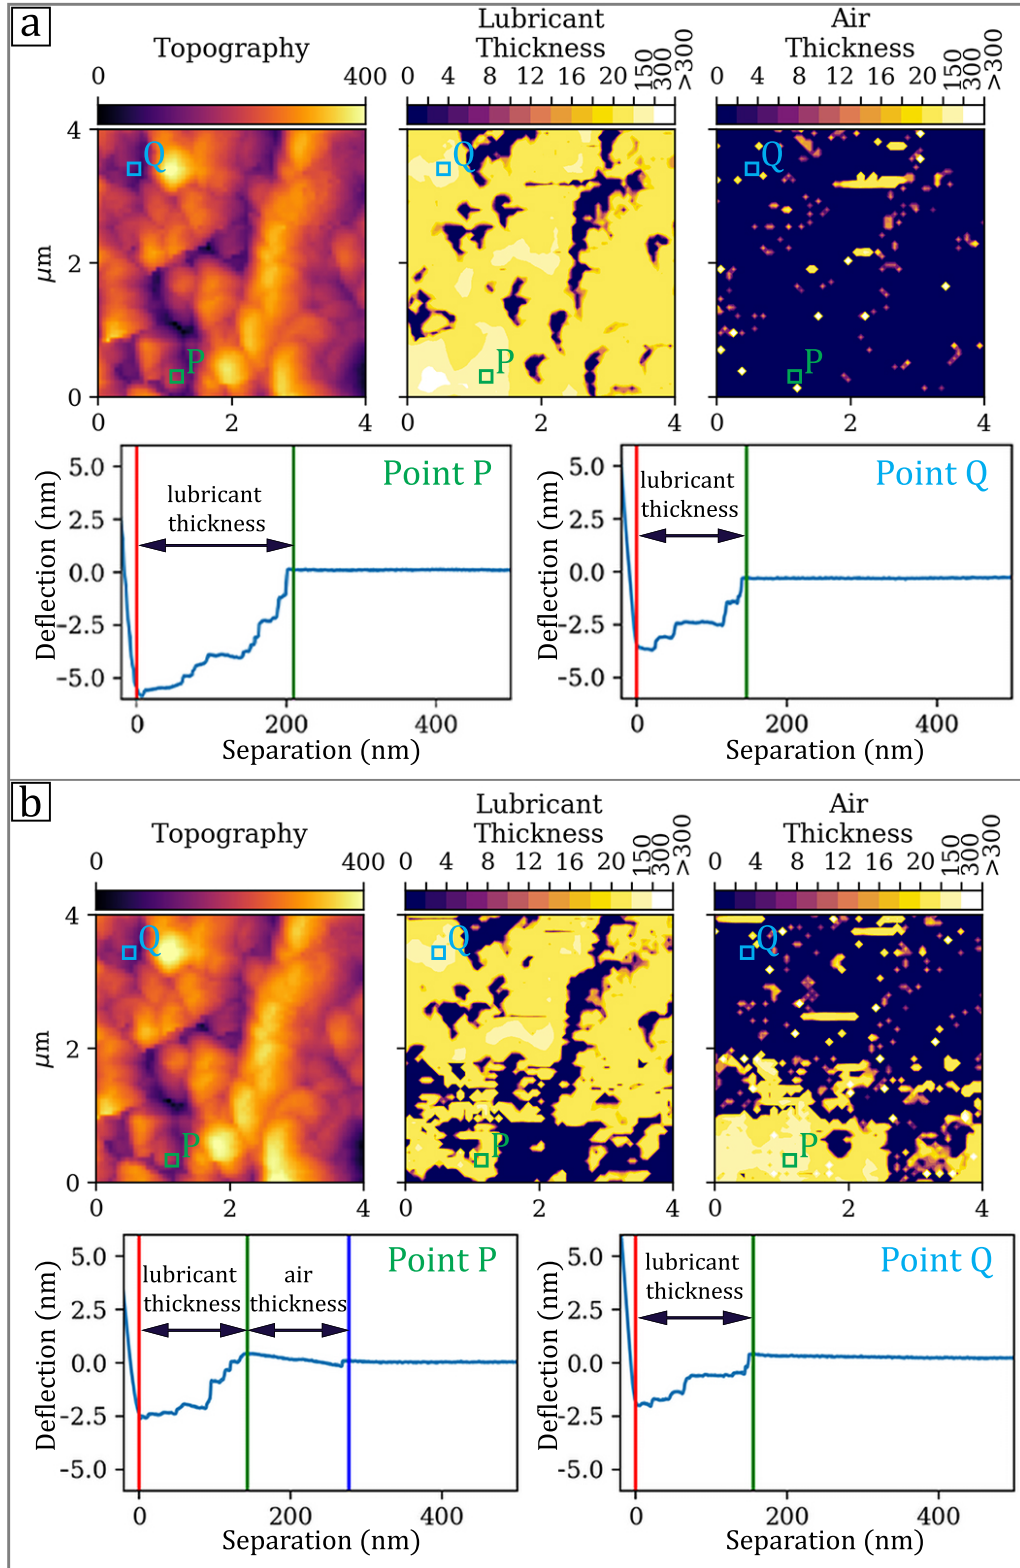 a
Topography
Lubricant
Thickness
Air
Thickness
0 400
0 4 8 12 16 20 150 300 >300
0 4 8 12 16 20 150 300 >300
4
2
0
μm
Q
P
Q
P
Q
P
0 2 4
0 2 4
0 2 4
Deflection (nm)
5.0
2.5
0.0
−2.5
−5.0
lubricant
thickness
Point P
0 200 400
Separation (nm)
Deflection (nm)
5.0
2.5
0.0
−2.5
−5.0
lubricant
thickness
Point Q
0 200 400
Separation (nm)
b
Topography
Lubricant
Thickness
Air
Thickness
0 400
0 4 8 12 16 20 150 300 >300
0 4 8 12 16 20 150 300 >300
4
2
0
μm
Q
P
Q
P
Q
P
0 2 4
0 2 4
0 2 4
Deflection (nm)
5.0
2.5
0.0
−2.5
−5.0
lubricant
thickness
air
thickness
Point P
0 200 400
Separation (nm)
Deflection (nm)
5.0
2.5
0.0
−2.5
−5.0
lubricant
thickness
Point Q
0 200 400
Separation (nm)